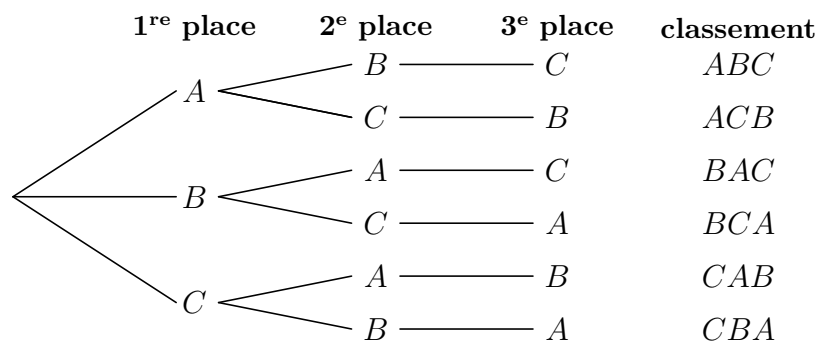 1re place 2e place 3e place classement
B C ABC
A
C B ACB
A C BAC
B
C A BCA
A B CAB
C
B A CBA